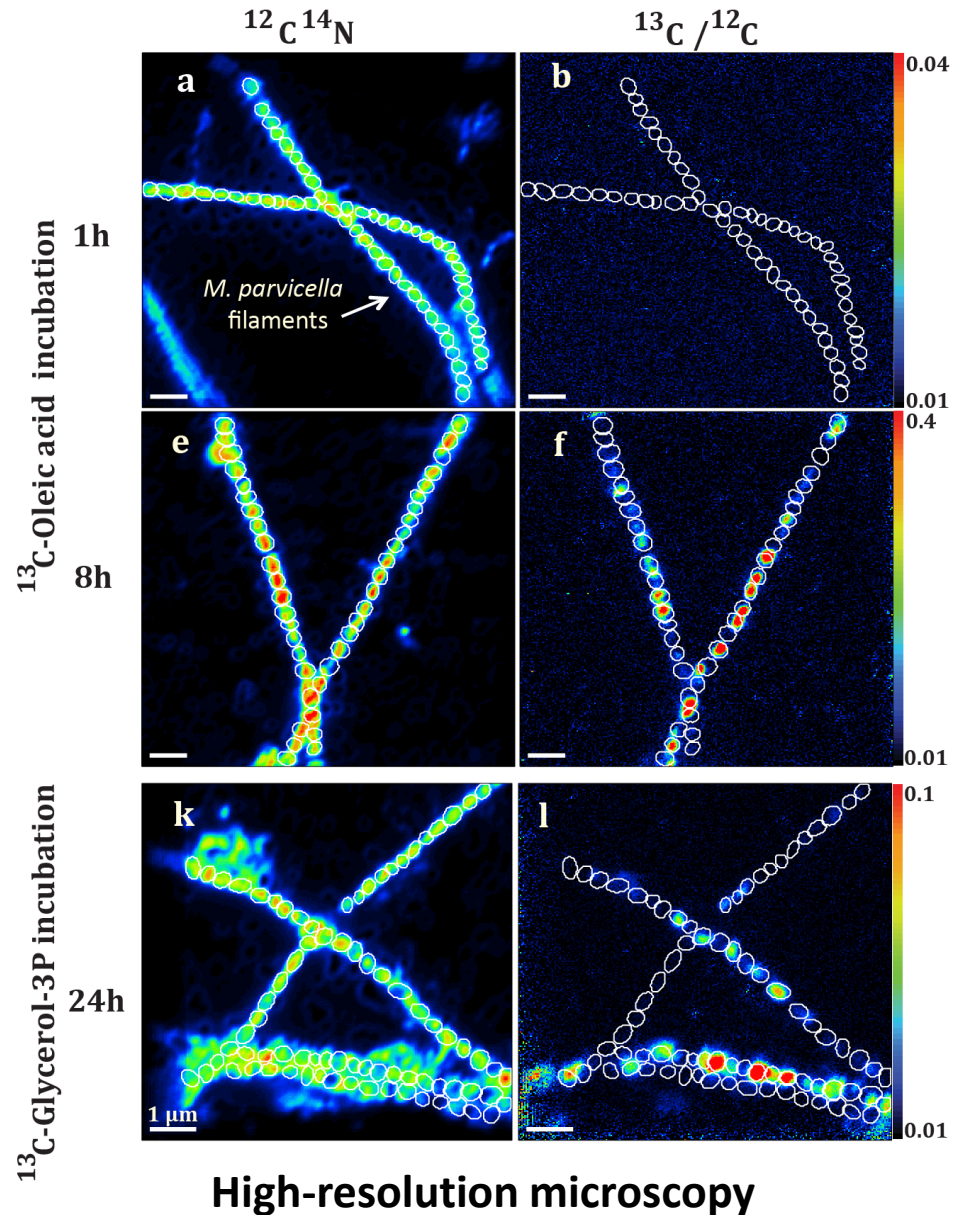 ¹²C¹⁴N
¹³C /¹²C
¹³C-Oleic acid incubation
1h
a
M. parvicella
filaments
b
0.04
0.01
8h
e
f
0.4
0.01
¹³C-Glycerol-3P incubation
24h
k
1 µm
l
0.1
0.01
High-resolution microscopy